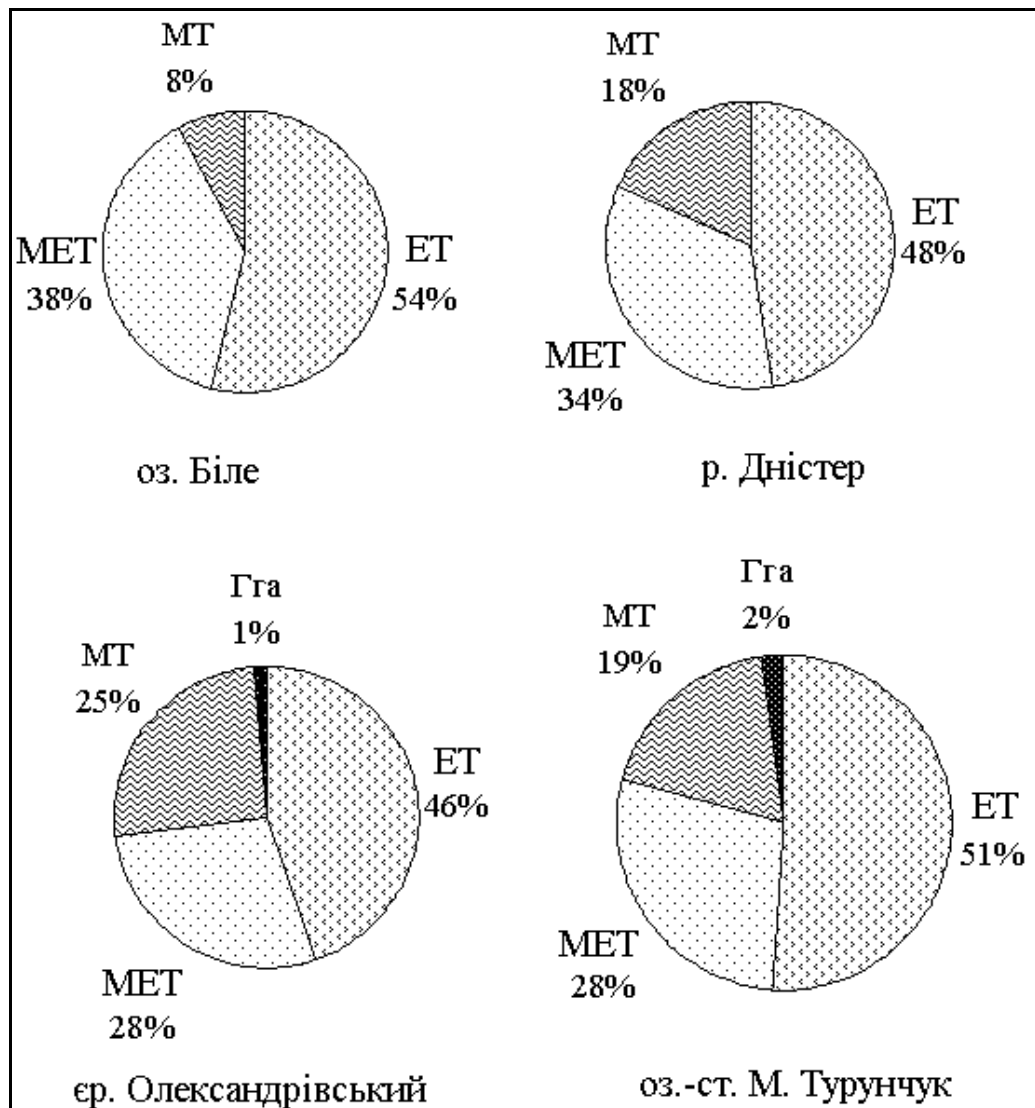 МТ
8%
МЕТ
38%
ЕТ
54%
оз. Біле
МТ
18%
ЕТ
48%
МЕТ
34%
р. Дністер
Гга
1%
МТ
25%
ЕТ
46%
МЕТ
28%
єр. Олександрівський
Гга
2%
МТ
19%
ЕТ
51%
МЕТ
28%
оз.-ст. М. Турунчук